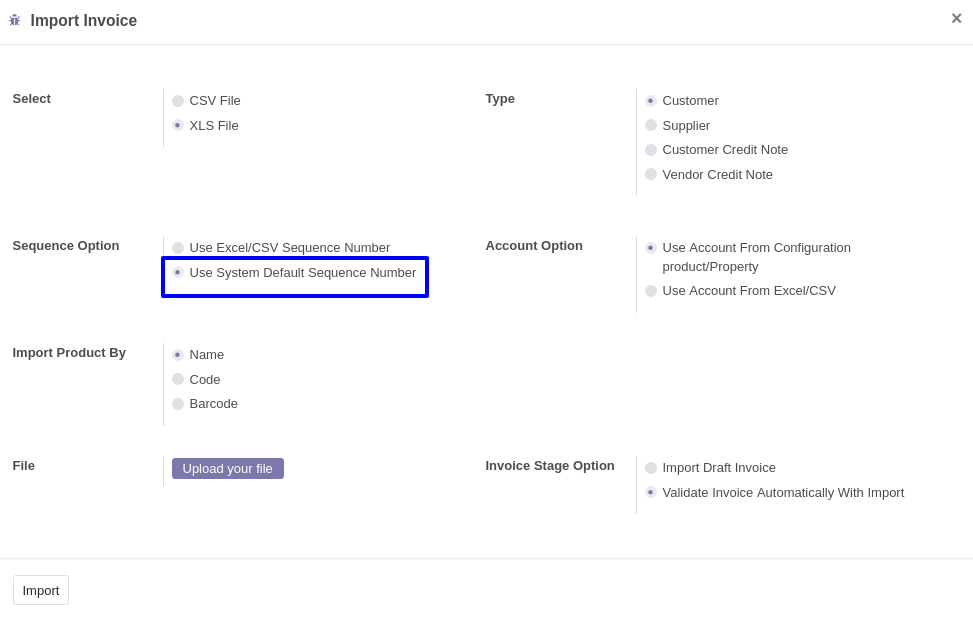 Import Invoice
×
Select
CSV File
XLS File
Type
Customer
Supplier
Customer Credit Note
Vendor Credit Note
Sequence Option
Use Excel/CSV Sequence Number
Use System Default Sequence Number
Account Option
Use Account From Configuration
product/Property
Use Account From Excel/CSV
Import Product By
Name
Code
Barcode
File
Upload your file
Invoice Stage Option
Import Draft Invoice
Validate Invoice Automatically With Import
Import